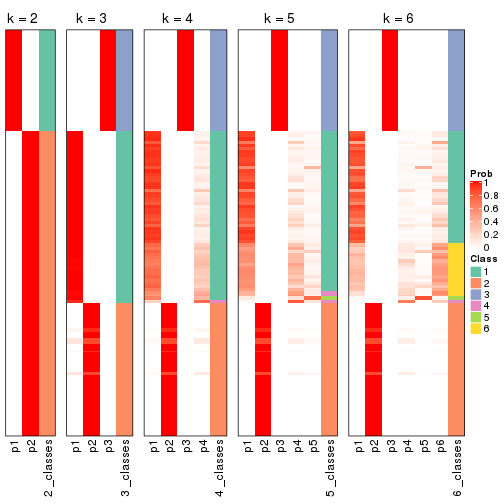 k = 2
k = 3
k = 4
k = 5
k = 6
p1
p2
2_classes
p1
p2
p3
3_classes
p1
p2
p3
p4
4_classes
p1
p2
p3
p4
p5
5_classes
p1
p2
p3
p4
p5
p6
6_classes
Prob
1
0.8
0.6
0.4
0.2
0
Class
1
2
3
4
5
6